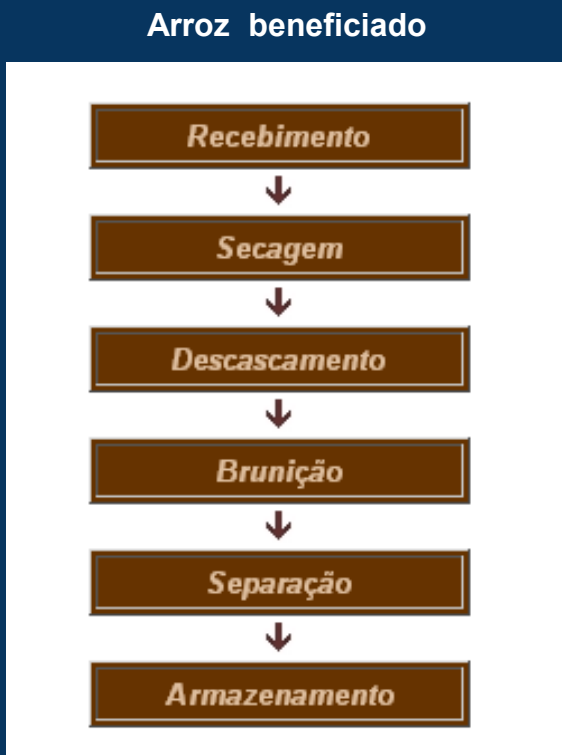 Arroz beneficiado
Recebimento
Secagem
Descascamento
Brunição
Separação
Armazenamento